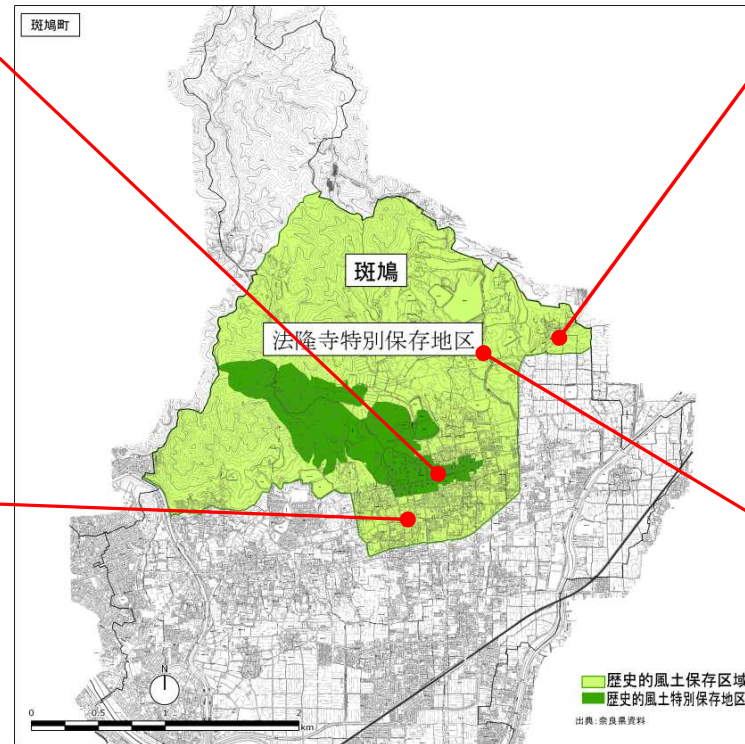 斑鳩町
斑鳩
法隆寺特別保存地区
N
0 0.5 1 2
km
歴史的風土保存区域
歴史的風土特別保存地区
出典:奈良県資料